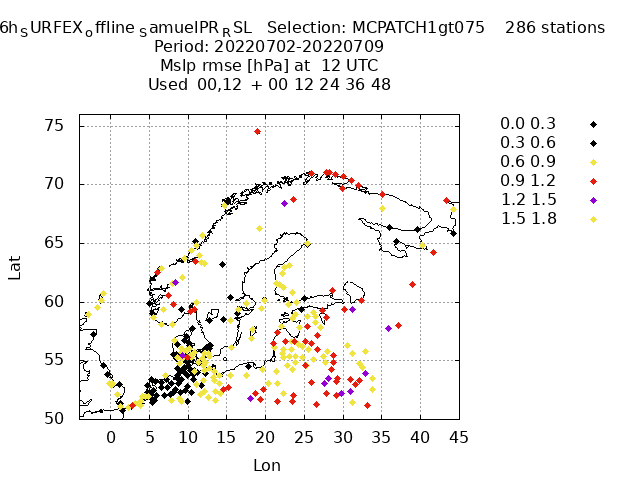 6h_SURFEX_offline_SamuelPR_RSL   Selection: MCPATCH1gt075    286 stations
Period: 20220702-20220709
Mslp rmse [hPa] at  12 UTC
Used  00,12  + 00 12 24 36 48
75
70
65
60
55
50
0 5 10 15 20 25 30 35 40 45
Lat
Lon
0.0 0.3
0.3 0.6
0.6 0.9
0.9 1.2
1.2 1.5
1.5 1.8